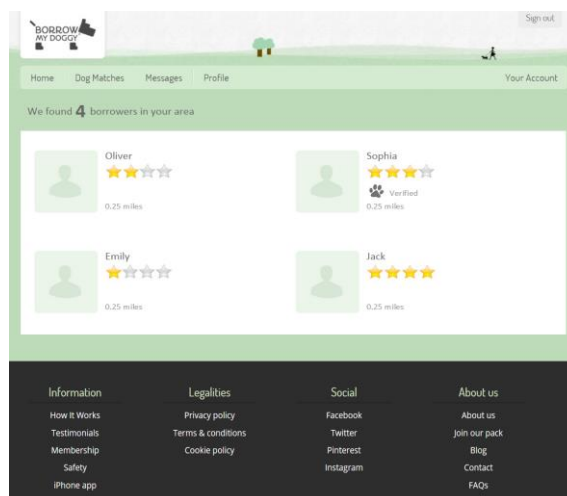 BORROW
MY DOGGY
Sign out
Home Dog Matches Messages Profile Your Account
We found 4 borrowers in your area
Oliver
0.25 miles
Sophia
Verified
0.25 miles
Emily
0.25 miles
Jack
0.25 miles
Information
How It Works
Testimonials
Membership
Safety
iPhone app
Legalities
Privacy policy
Terms & conditions
Cookie policy
Social
Facebook
Twitter
Pinterest
Instagram
About us
About us
Join our pack
Blog
Contact
FAQs